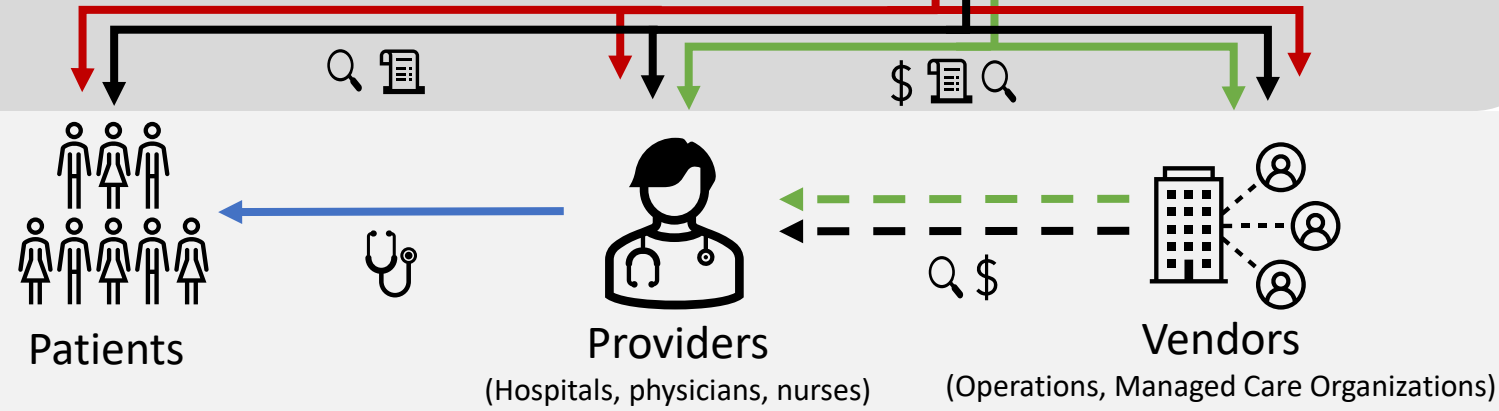 $
$
Patients
Providers
(Hospitals, physicians, nurses)
Vendors
(Operations, Managed Care Organizations)